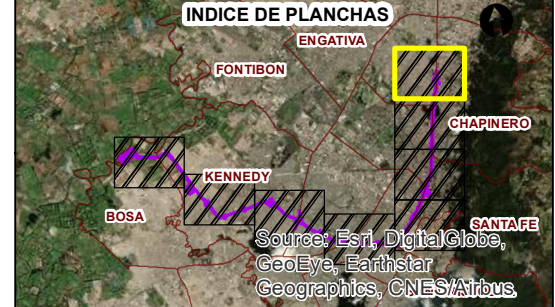 INDICE DE PLANCHAS
ENGATIVA
FONTIBON
CHAPINERO
KENNEDY
BOSA
SANTA FE
Source: Esri, DigitalGlobe,
GeoEye, Earthstar
Geographics, CNES/Airbus